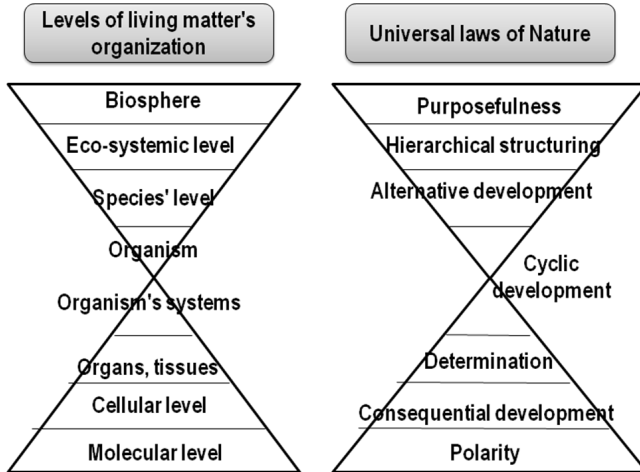 Levels of living matter's
organization
Universal laws of Nature
Biosphere
Eco-systemic level
Species' level
Organism
Organism's systems
Organs, tissues
Cellular level
Molecular level
Purposefulness
Hierarchical structuring
Alternative development
Cyclic
development
Determination
Consequential development
Polarity